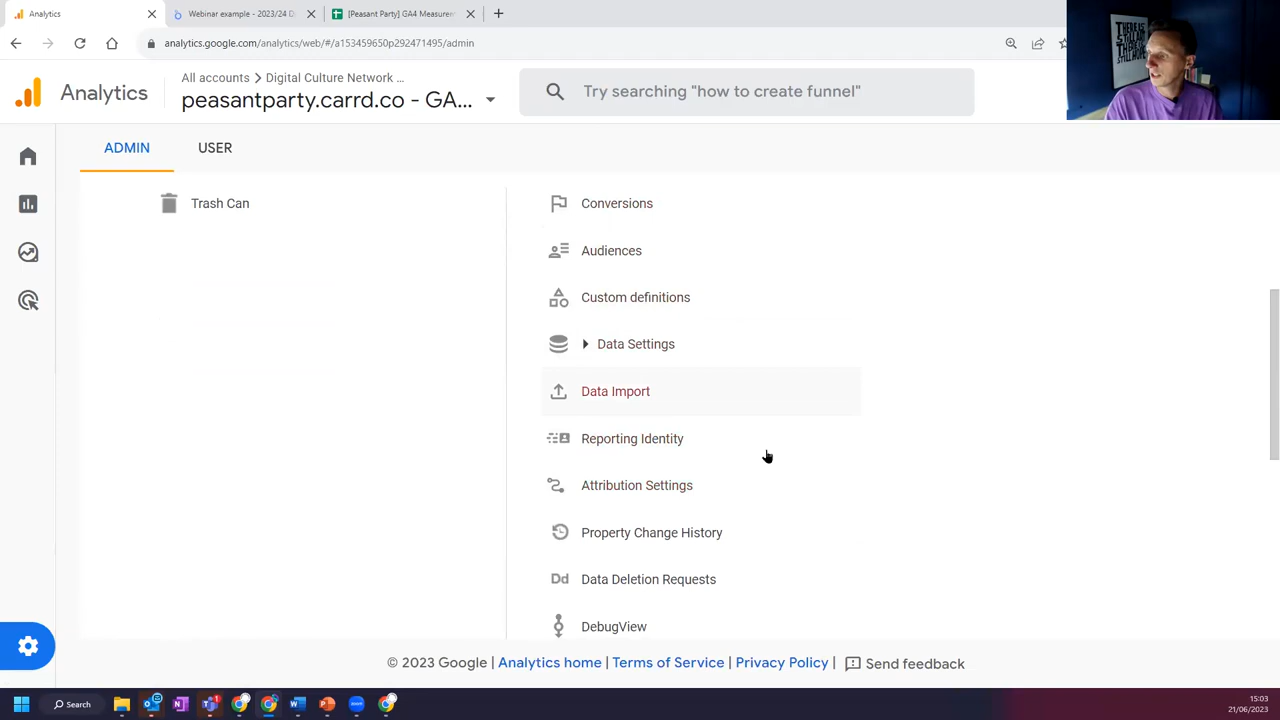 Analytics
Webinar example - 2023/24 D
[Peasant Party] GA4 Measurem
analytics.google.com/analytics/web/#/a153459650p292471495/admin
THERE IS
STILL
Analytics
All accounts > Digital Culture Network ...
peasantparty.carrd.co - GA...
Try searching "how to create funnel"
ADMIN
USER
Trash Can
Conversions
Audiences
Custom definitions
Data Settings
Data Import
Reporting Identity
Attribution Settings
Property Change History
Dd Data Deletion Requests
DebugView
© 2023 Google | Analytics home | Terms of Service | Privacy Policy | Send feedback
Search
15:03
21/06/2023